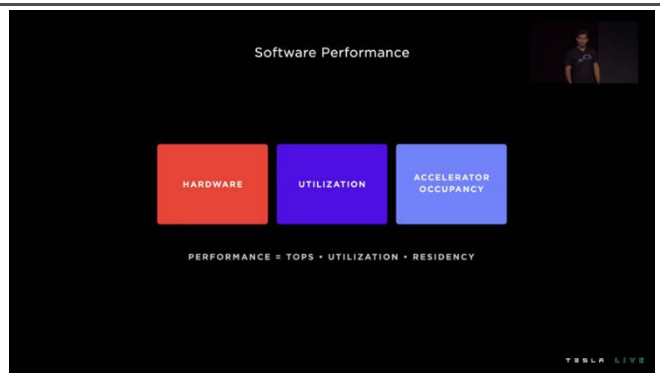 Software Performance
HARDWARE
UTILIZATION
ACCELERATOR
OCCUPANCY
PERFORMANCE = TOPS • UTILIZATION • RESIDENCY
TESLA LIVE